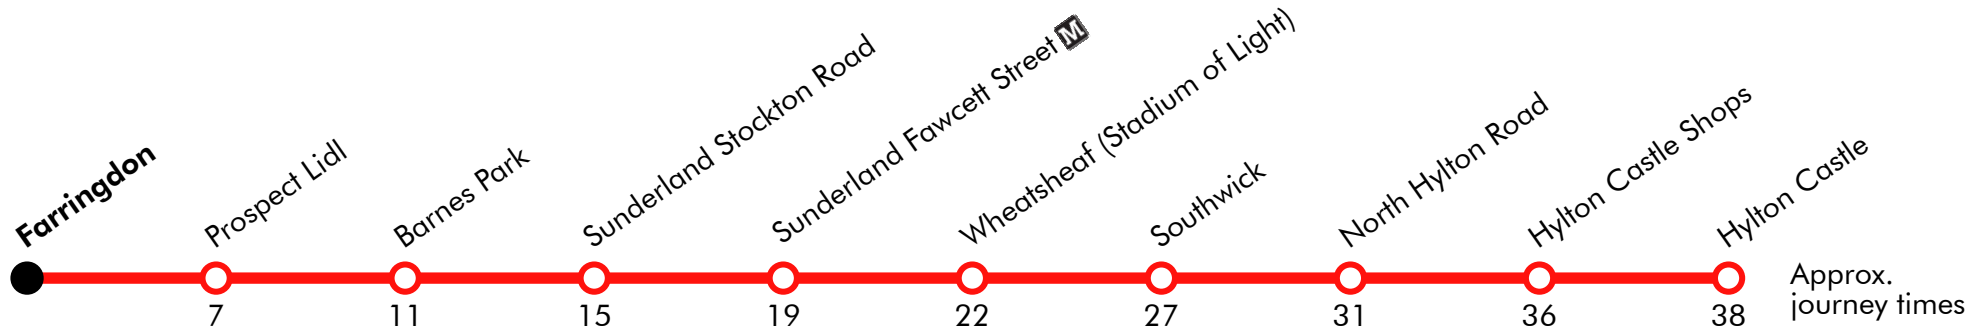 Farringdon
Prospect Lidl
Barnes Park
Sunderland Stockton Road
Sunderland Fawcett Street M
Wheatsheaf (Stadium of Light)
Southwick
North Hylton Road
Hylton Castle Shops
Hylton Castle
7 11 15 19 22 27 31 36 38
Approx.
journey times